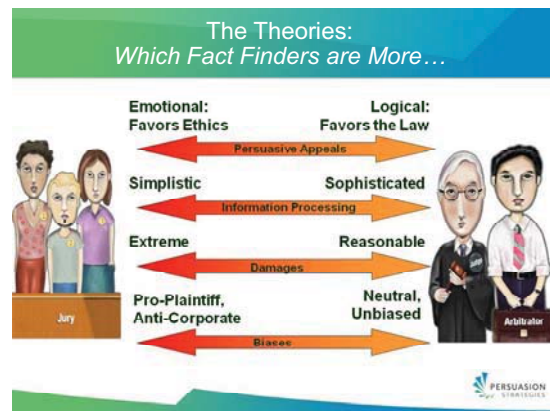 The Theories:
Which Fact Finders are More…
Emotional:
Favors Ethics
Logical:
Favors the Law
Persuasive Appeals
Simplistic
Sophisticated
Information Processing
Extreme
Reasonable
Damages
Pro-Plaintiff,
Anti-Corporate
Neutral,
Unbiased
Biases
Jury
Arbitrator
PERSUASION
STRATEGIES